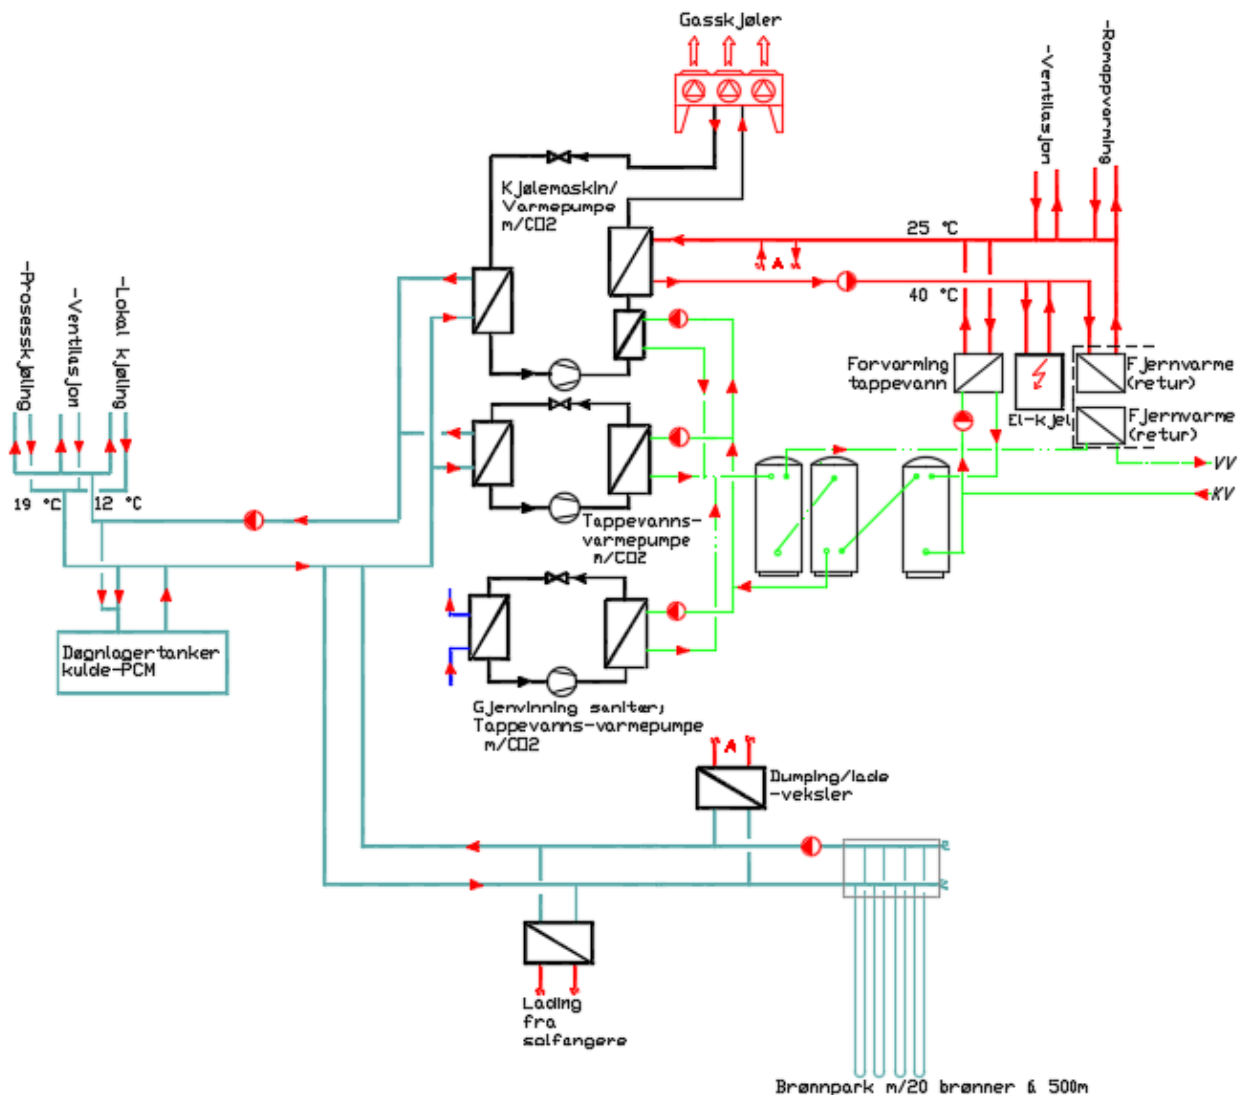 Gasskjøler
-Ventilasjon
-Romoppvarming
Kjølemaskin/
Varmepumpe
m/CO2
25 °C
A
40 °C
-Prosesskjøling
-Ventilasjon
-Lokal kjøling
Forvarming
tappevann
El-kjel
Fjernvarme
(retur)
Fjernvarme
(retur)
VV
KV
19 °C
12 °C
Tappevanns-
varmepumpe
m/CO2
Døgnlagertanker
kulde-PCM
Gjenvinning sanitær;
Tappevanns-varmepumpe
m/CO2
A
Dumping/lade
-veksler
Lading
fra
solfangere
Brønnpark m/20 brønner á 500m